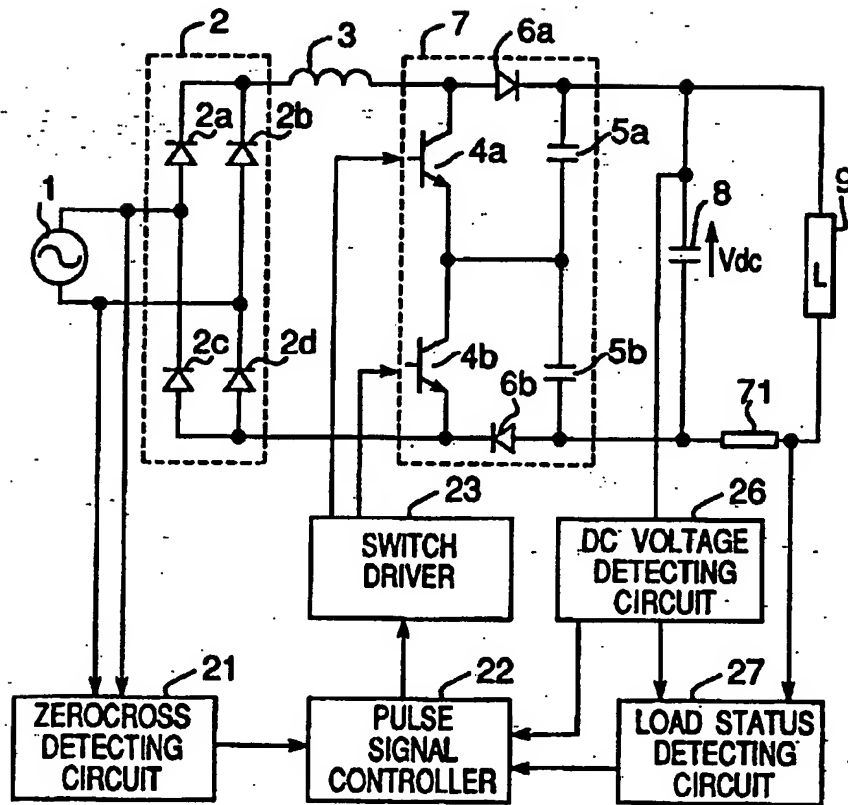 2
3
7
6a
2a
2b
4a
5a
1
8
9
Vdc
L
2c
2d
4b
5b
6b
71
23
26
SWITCH
DRIVER
DC VOLTAGE
DETECTING
CIRCUIT
21
22
27
ZEROCROSS
DETECTING
CIRCUIT
PULSE
SIGNAL
CONTROLLER
LOAD STATUS
DETECTING
CIRCUIT